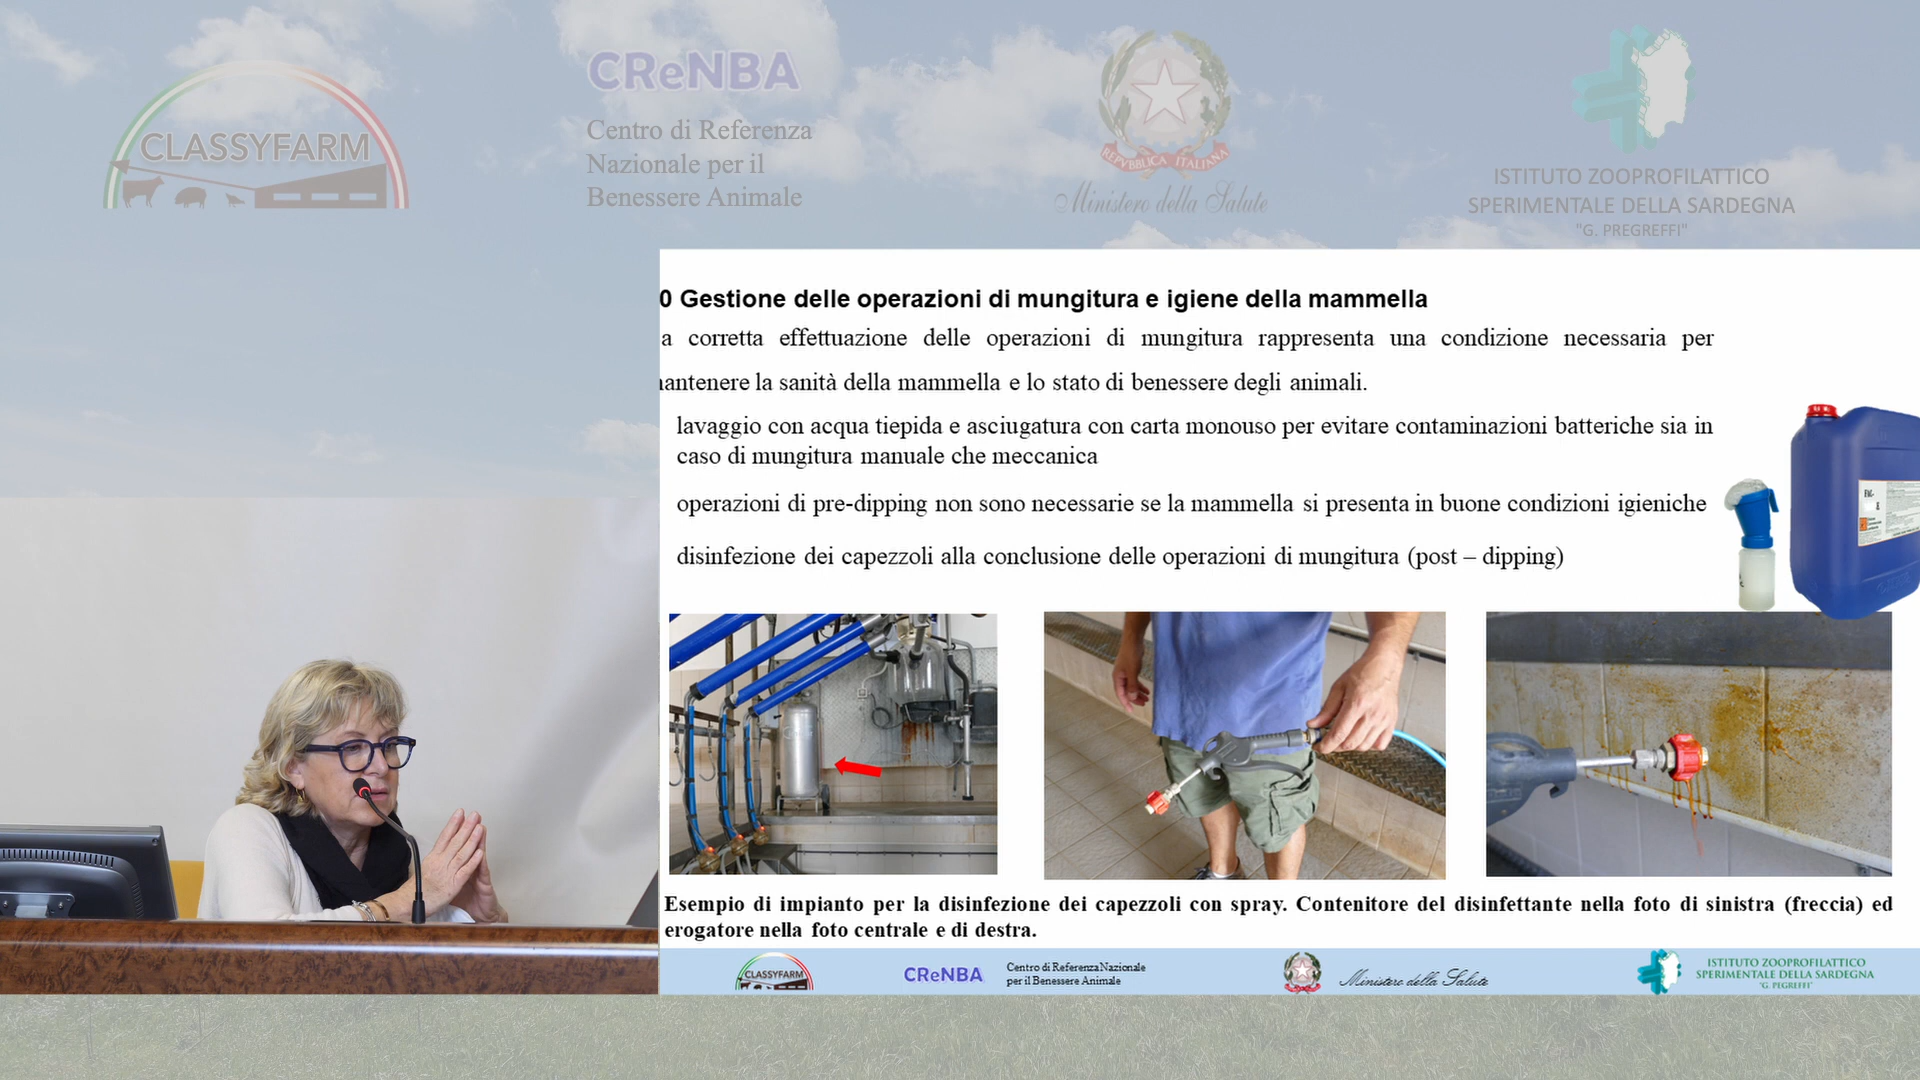 CLASSYFARM
CReNBA
Centro di Referenza
Nazionale per il
Benessere Animale
REPVBBLICA ITALIANA
Ministero della Salute
ISTITUTO ZOOPROFILATTICO
SPERIMENTALE DELLA SARDEGNA
"G. PREGREFFI"
0 Gestione delle operazioni di mungitura e igiene della mammella
a corretta effettuazione delle operazioni di mungitura rappresenta una condizione necessaria per
antenere la sanità della mammella e lo stato di benessere degli animali.
lavaggio con acqua tiepida e asciugatura con carta monouso per evitare contaminazioni batteriche sia in
caso di mungitura manuale che meccanica
operazioni di pre-dipping non sono necessarie se la mammella si presenta in buone condizioni igieniche
disinfezione dei capezzoli alla conclusione delle operazioni di mungitura (post – dipping)
Esempio di impianto per la disinfezione dei capezzoli con spray. Contenitore del disinfettante nella foto di sinistra (freccia) ed
erogatore nella foto centrale e di destra.
CLASSYFARM
CReNBA
Centro di Referenza Nazionale
per il Benessere Animale
Ministero della Salute
ISTITUTO ZOOPROFILATTICO
SPERIMENTALE DELLA SARDEGNA
"G. PEGREFFI"